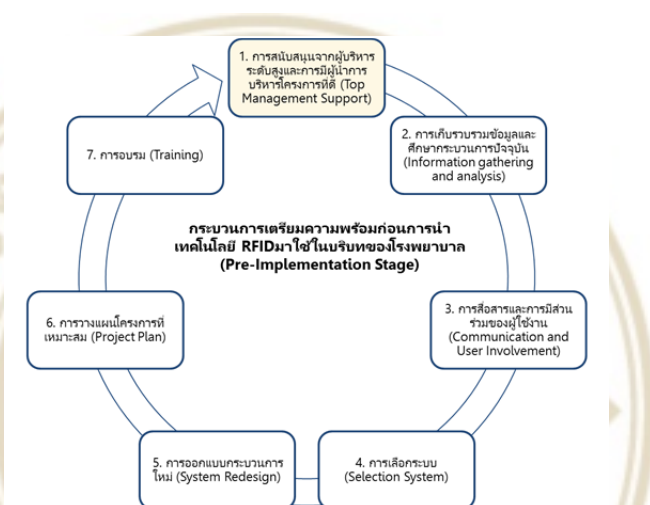 1. การสนับสนุนจากผู้บริหาร
ระดับสูงและการมีผู้นำการ
บริหารโครงการที่ดี (Top
Management Support)
2. การเก็บรวบรวมข้อมูลและ
ศึกษากระบวนการปัจจุบัน
(Information gathering
and analysis)
3. การสื่อสารและการมีส่วน
ร่วมของผู้ใช้งาน
(Communication and
User Involvement)
4. การเลือกระบบ
(Selection System)
5. การออกแบบกระบวนการ
ใหม่ (System Redesign)
6. การวางแผนโครงการที่
เหมาะสม (Project Plan)
7. การอบรม (Training)
กระบวนการเตรียมความพร้อมก่อนการนำ
เทคโนโลยี RFIDมาใช้ในบริบทของโรงพยาบาล
(Pre-Implementation Stage)